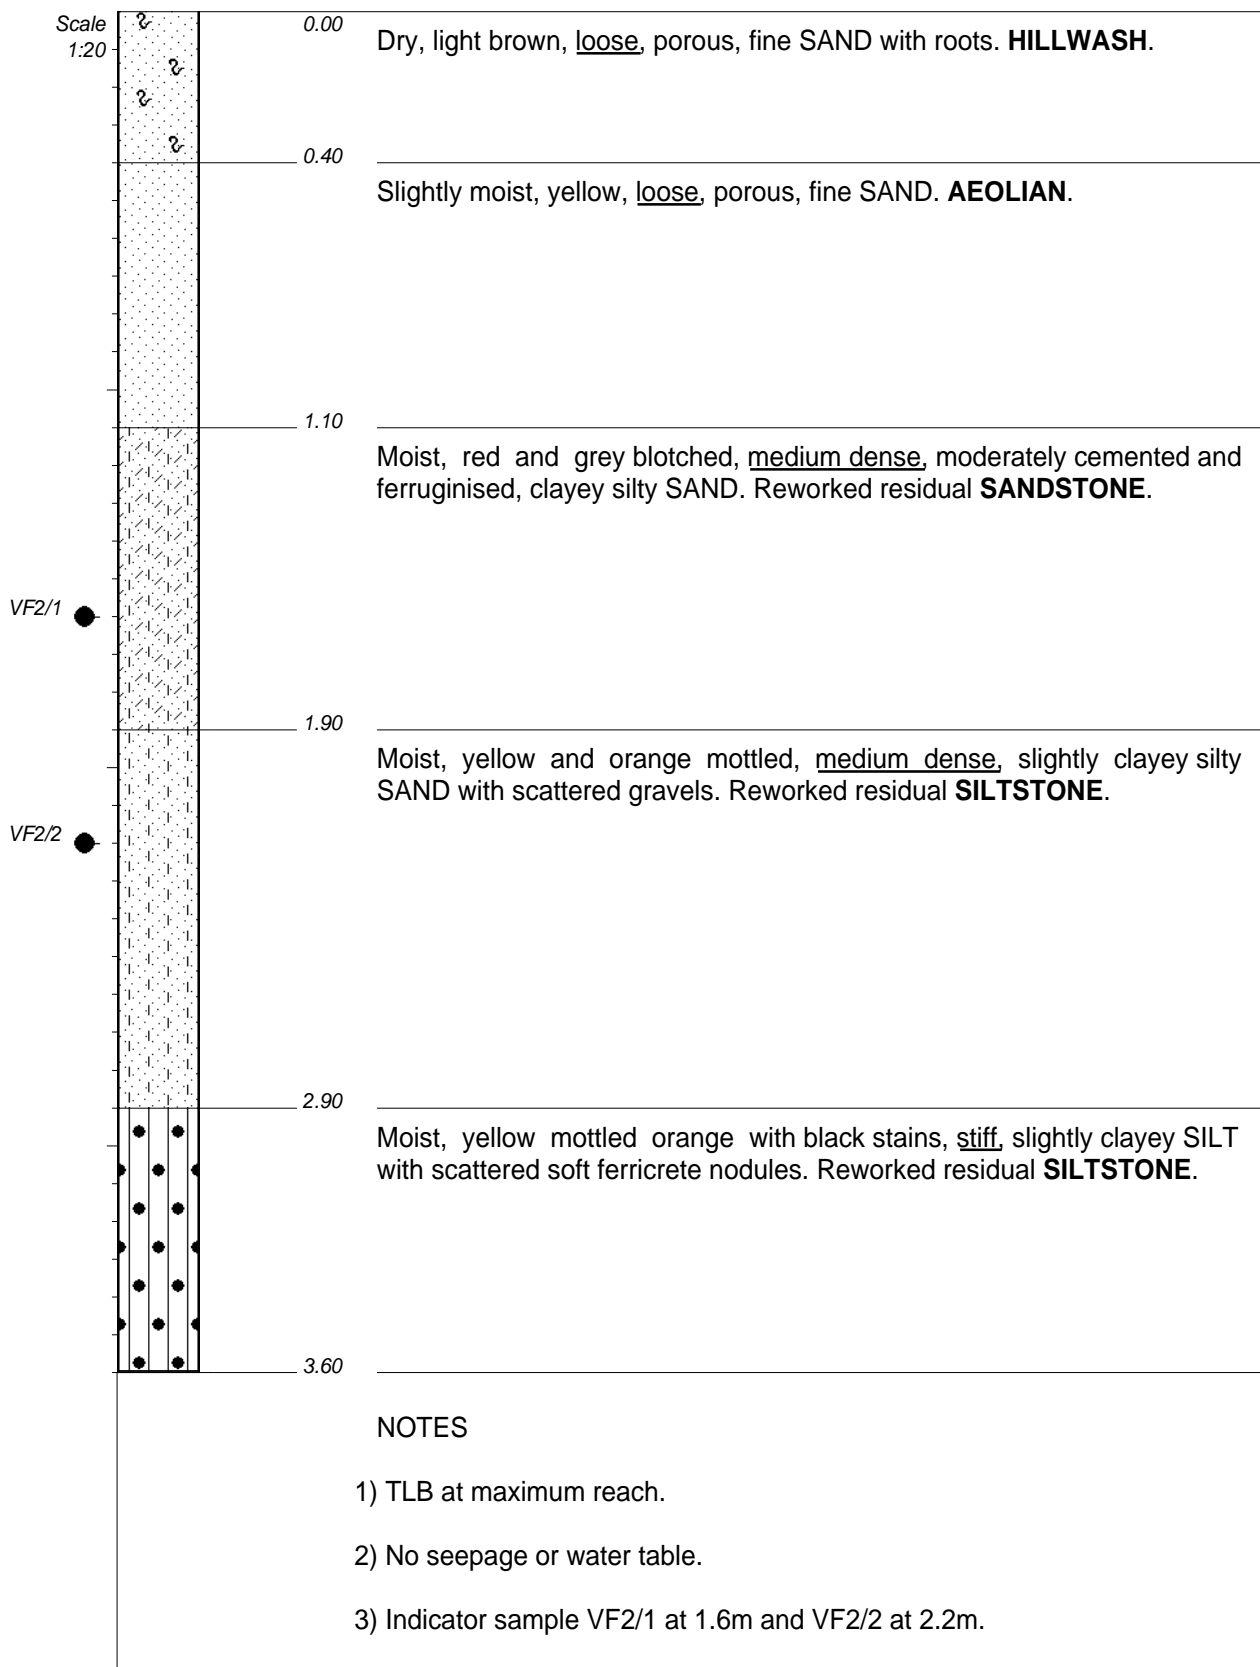 Scale
1:20
0.00
Dry, light brown, loose, porous, fine SAND with roots. HILLWASH.
0.40
Slightly moist, yellow, loose, porous, fine SAND. AEOLIAN.
1.10
Moist, red and grey blotched, medium dense, moderately cemented and
ferruginised, clayey silty SAND. Reworked residual SANDSTONE.
VF2/1
1.90
Moist, yellow and orange mottled, medium dense, slightly clayey silty
SAND with scattered gravels. Reworked residual SILTSTONE.
VF2/2
2.90
Moist, yellow mottled orange with black stains, stiff, slightly clayey SILT
with scattered soft ferricrete nodules. Reworked residual SILTSTONE.
3.60
NOTES
1) TLB at maximum reach.
2) No seepage or water table.
3) Indicator sample VF2/1 at 1.6m and VF2/2 at 2.2m.